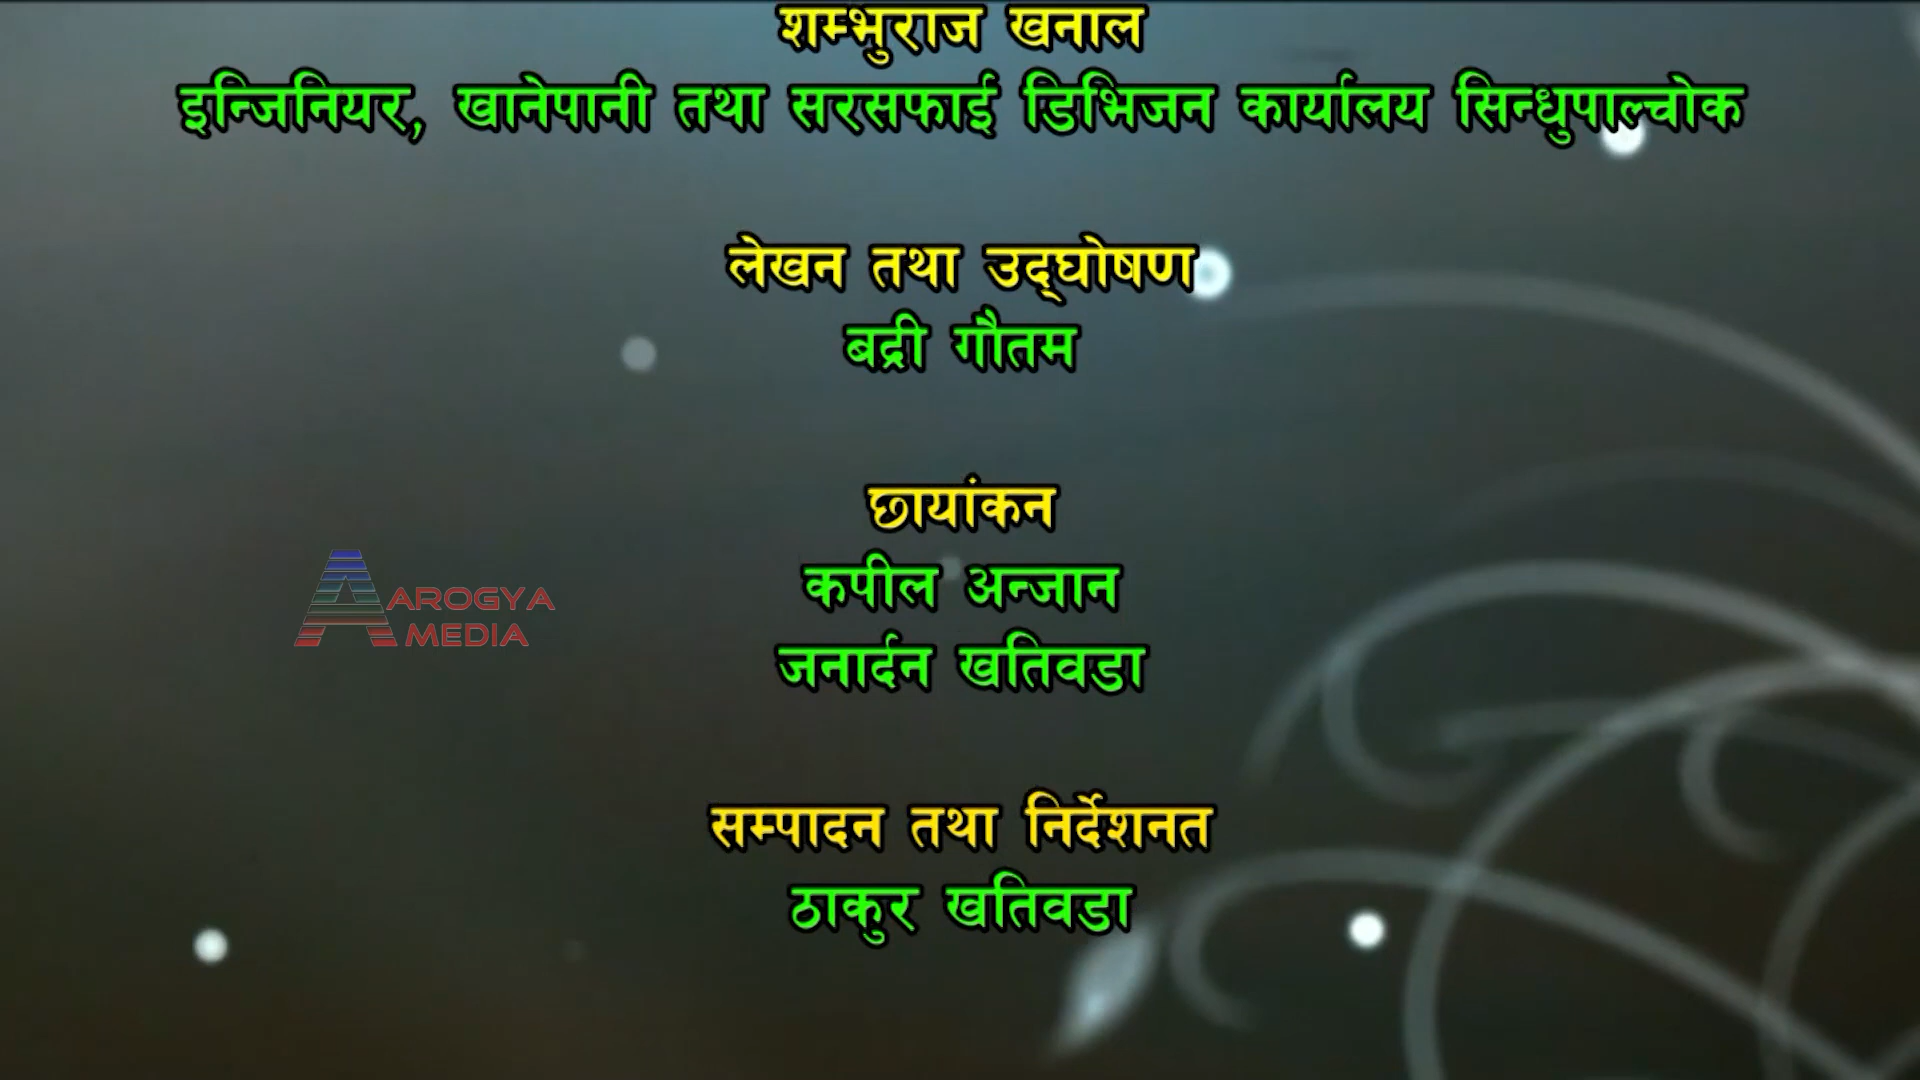 शम्भुराज खनाल
इन्जिनियर, खानेपानी तथा सरसफाई डिभिजन कार्यालय सिन्धुपाल्चोक
लेखन तथा उद्घोषण
बद्री गौतम
छायांकन
कपील अन्जान
जनार्दन खतिवडा
AROGYA
MEDIA
सम्पादन तथा निर्देशनत
ठाकुर खतिवडा